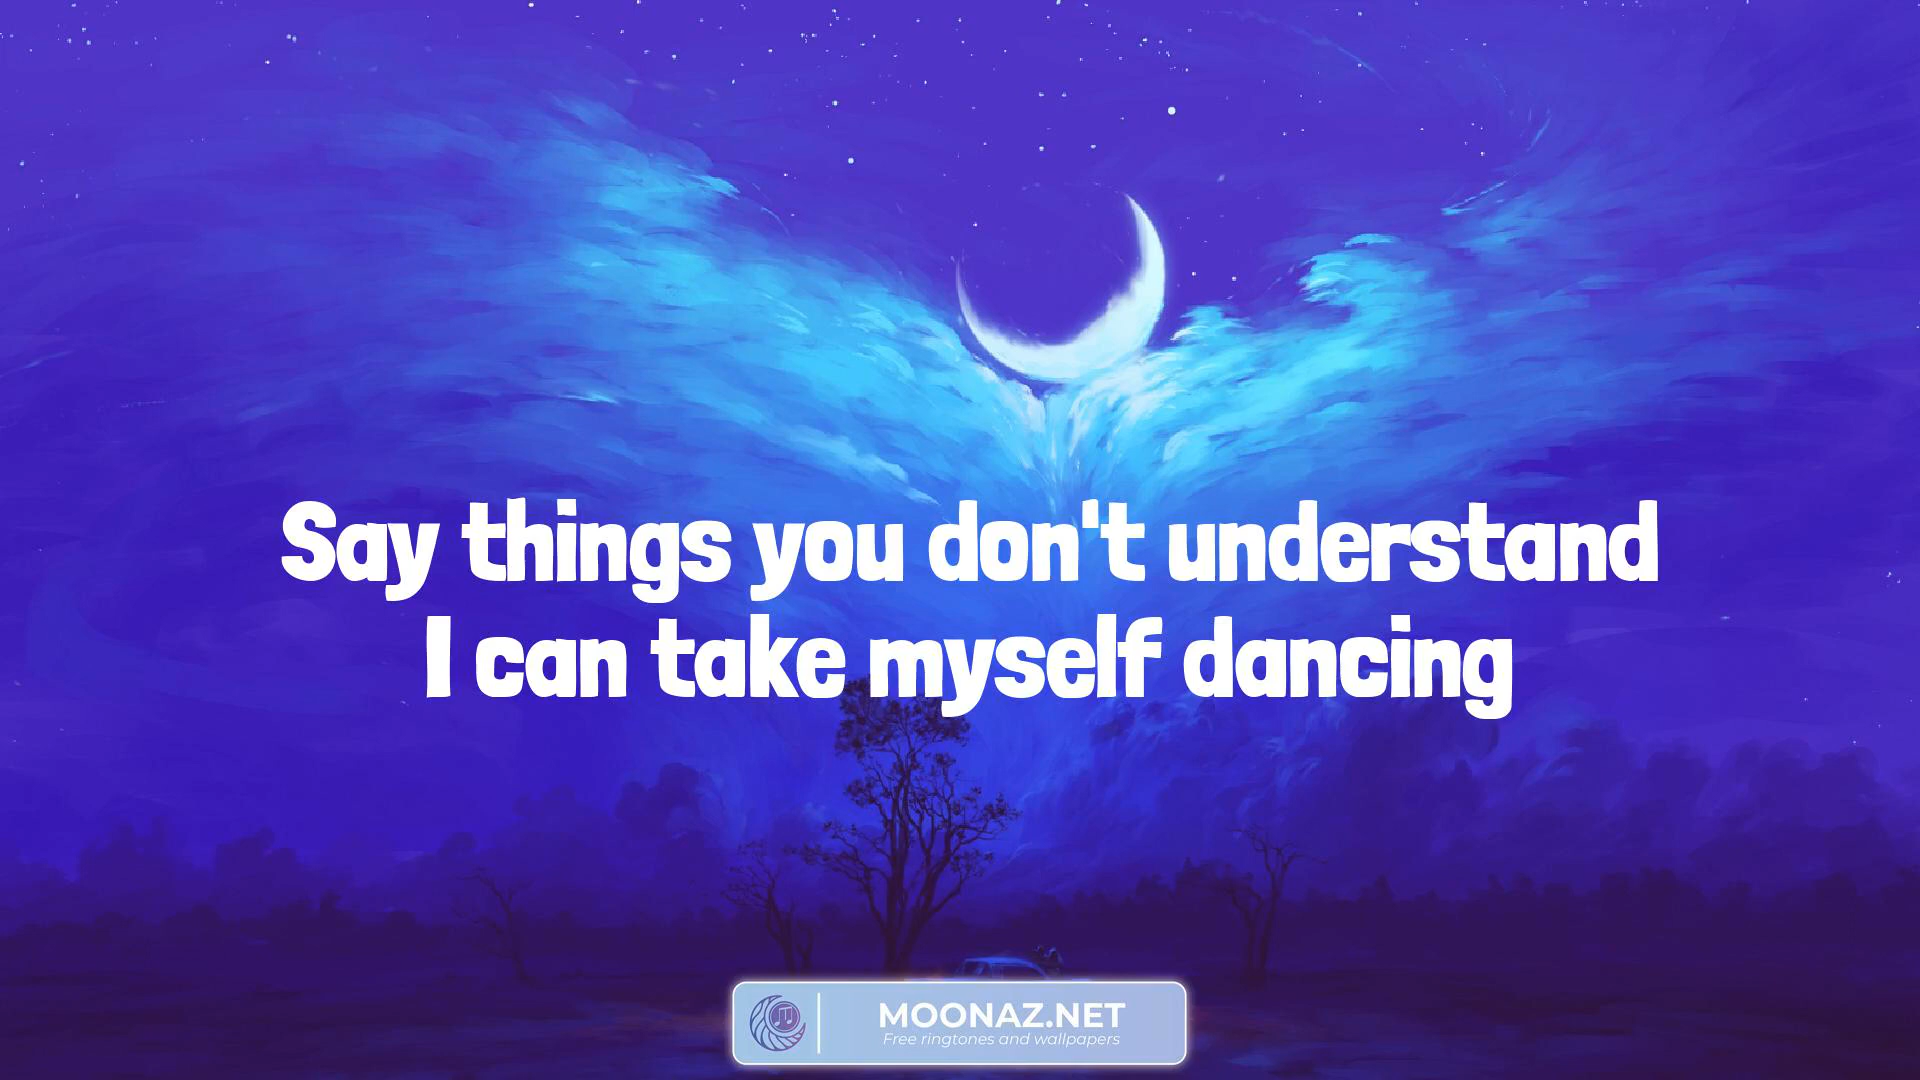 Say things you don't understand
I can take myself dancing
MOONAZ.NET
Free ringtones and wallpapers